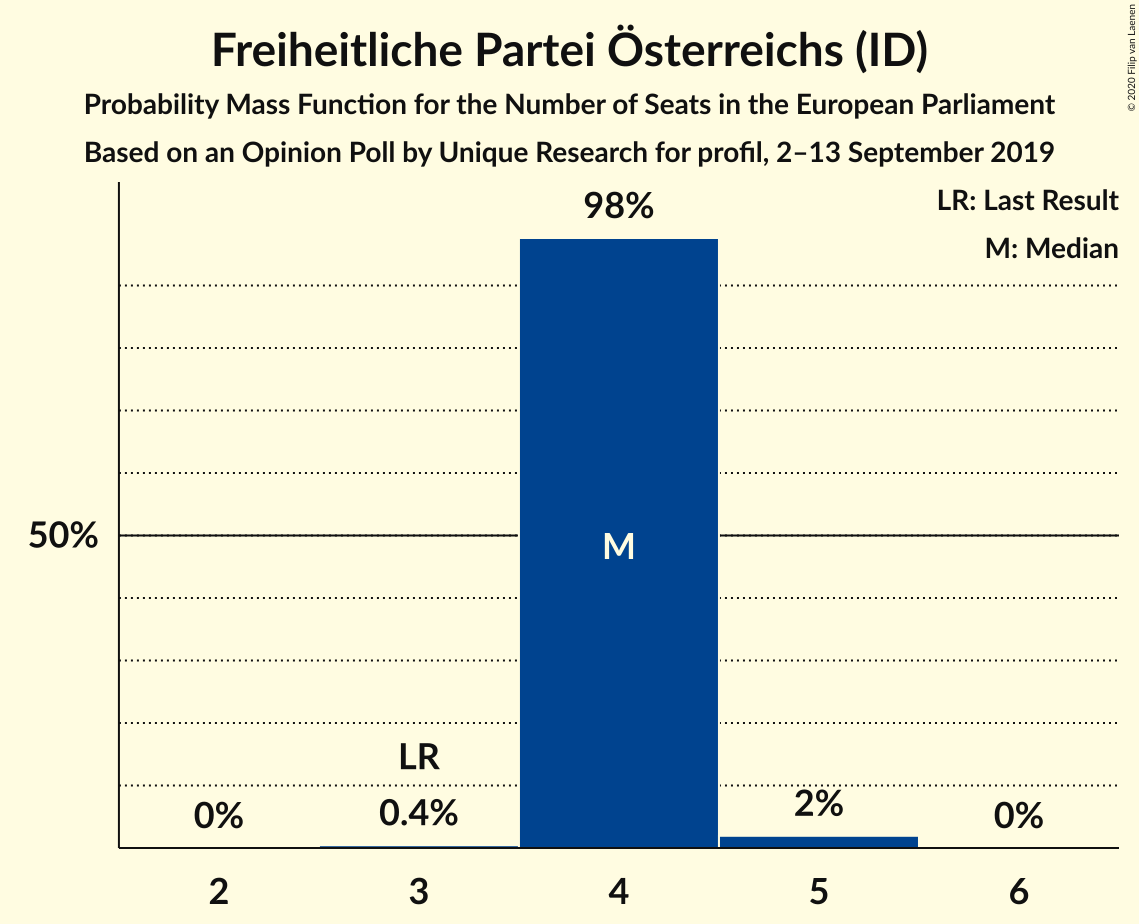 Freiheitliche Partei Österreichs (ID)
Probability Mass Function for the Number of Seats in the European Parliament
Based on an Opinion Poll by Unique Research for profil, 2–13 September 2019
© 2020 Filip van Laenen
LR: Last Result
M: Median
98%
50%
M
LR
0%
0.4%
2%
0%
2
3
4
5
6